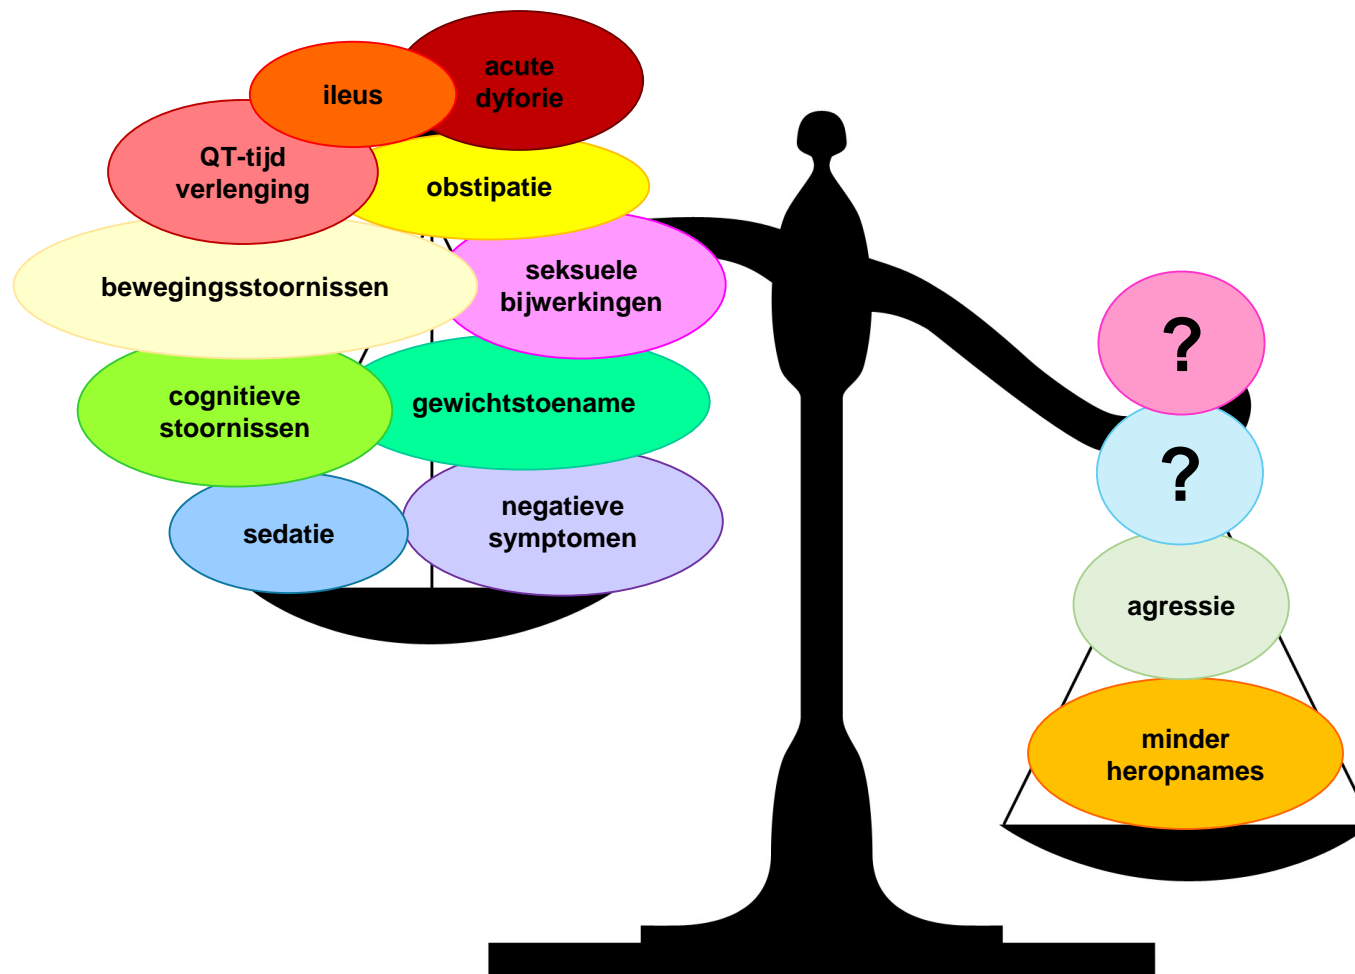 ileus
acute
dyforie
QT-tijd
verlenging
obstipatie
bewegingsstoornissen
seksuele
bijwerkingen
cognitieve
stoornissen
gewichtstoename
sedatie
negatieve
symptomen
?
?
agressie
minder
heropnames